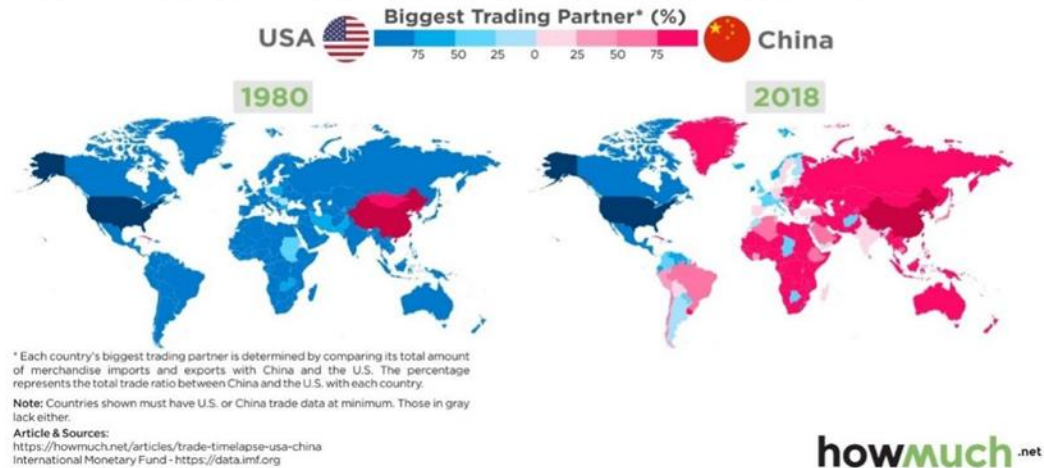 Biggest Trading Partner* (%)
USA
China
75 50 25 0 25 50 75
1980
2018
* Each country's biggest trading partner is determined by comparing its total amount
of merchandise imports and exports with China and the U.S. The percentage
represents the total trade ratio between China and the U.S. with each country.
Note: Countries shown must have U.S. or China trade data at minimum. Those in gray
lack either.
Article & Sources:
https://howmuch.net/articles/trade-timelapse-usa-china
International Monetary Fund - https://data.imf.org
howmuch.net